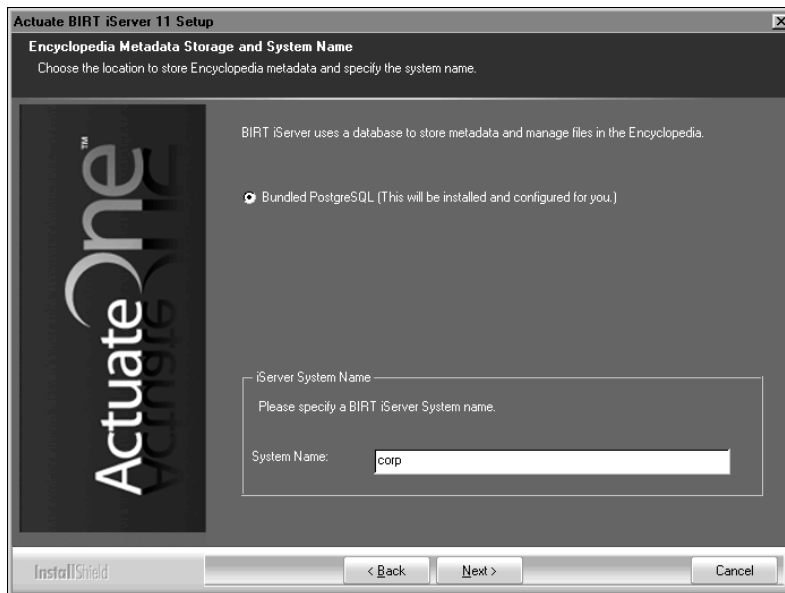 Actuate BIRT iServer 11 Setup
Encyclopedia Metadata Storage and System Name
Choose the location to store Encyclopedia metadata and specify the system name.
ActuateOne™
BIRT iServer uses a database to store metadata and manage files in the Encyclopedia.
Bundled PostgreSQL (This will be installed and configured for you.)
iServer System Name
Please specify a BIRT iServer System name.
System Name:
corp
InstallShield
< Back
Next >
Cancel